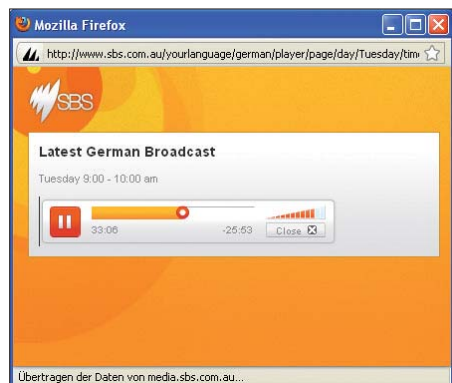 Mozilla Firefox
http://www.sbs.com.au/yourlanguage/german/player/page/day/Tuesday/tim
SBS
Latest German Broadcast
Tuesday 9:00 - 10:00 am
33:06 -25:53 Close
Übertragen der Daten von media.sbs.com.au...